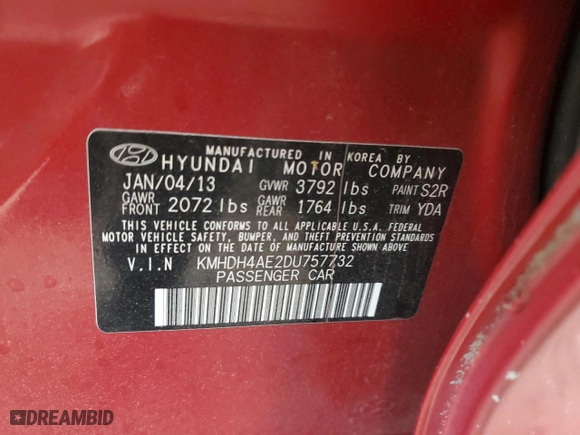 MANUFACTURED IN KOREA BY
HYUNDAI MOTOR COMPANY
JAN/04/13 GVWR 3792 lbs PAINT S2R
GAWR FRONT 2072 lbs GAWR REAR 1764 lbs TRIM YDA
THIS VEHICLE CONFORMS TO ALL APPLICABLE U.S.A. FEDERAL
MOTOR VEHICLE SAFETY, BUMPER, AND THEFT PREVENTION
STANDARDS IN EFFECT ON THE DATE OF MANUFACTURE SHOWN ABOVE.
V.I.N KMHDH4AE2DU757732
PASSENGER CAR
DREAMBID